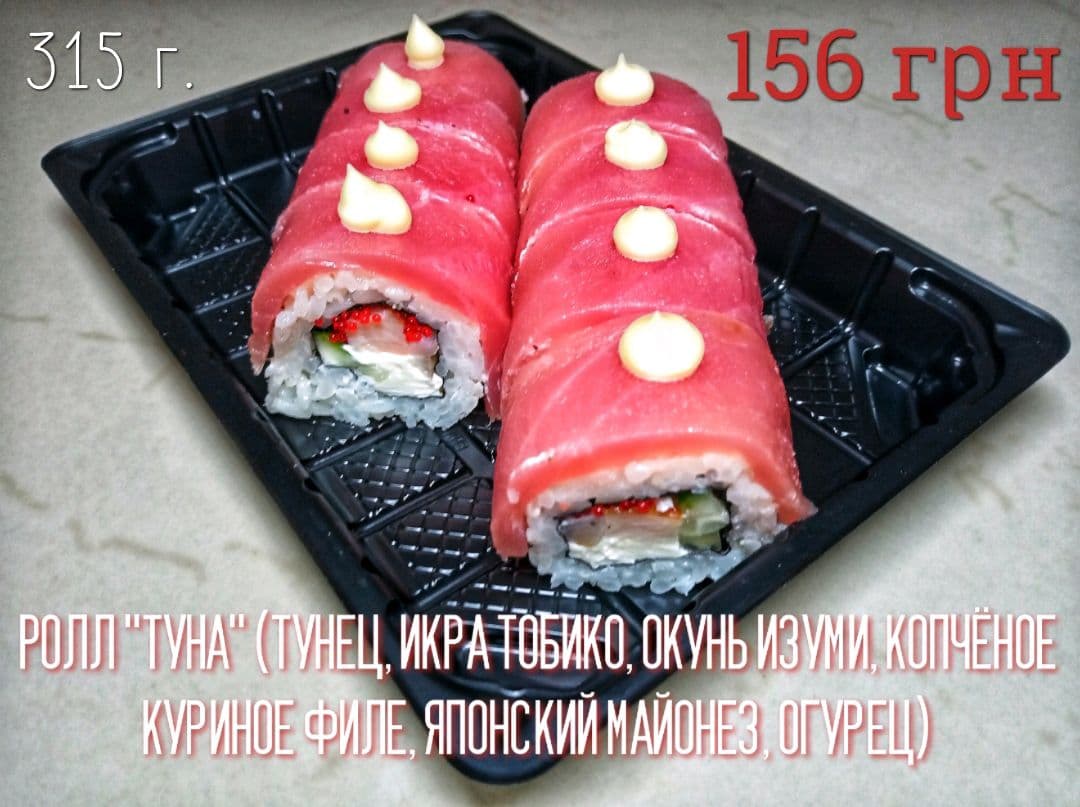 315 г.
156 грн
РОЛЛ "ТУНА" (ТУНЕЦ, ИКРА ТОБИКО, ОКУНЬ ИЗУМИ, КОПЧЁНОЕ
КУРИНОЕ ФИЛЕ, ЯПОНСКИЙ МАЙОНЕЗ, ОГУРЕЦ)